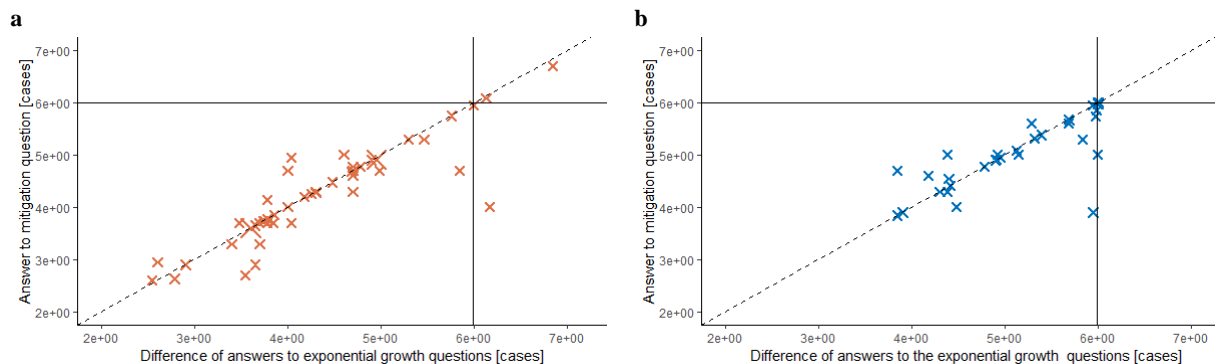 a
Answer to mitigation question [cases]
7e+00
6e+00
5e+00
4e+00
3e+00
2e+00
2e+00 3e+00 4e+00 5e+00 6e+00 7e+00
Difference of answers to exponential growth questions [cases]
b
Answer to mitigation question [cases]
7e+00
6e+00
5e+00
4e+00
3e+00
2e+00
2e+00 4e+00 5e+00 6e+00 7e+00
Difference of answers to the exponential growth questions [cases]